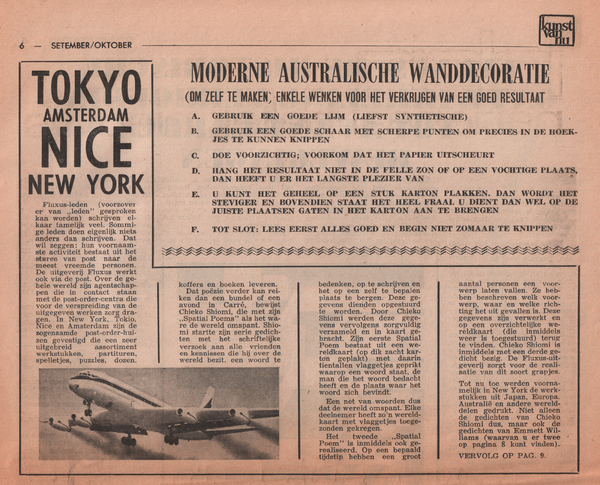 6 — SETEMBER/OKTOBER
kunst
van
nu
TOKYO
AMSTERDAM
NICE
NEW YORK
MODERNE AUSTRALISCHE WANDDECORATIE
(OM ZELF TE MAKEN; ENKELE WENKEN VOOR HET VERKRIJGEN VAN EEN GOED RESULTAAT
A. GEBRUIK EEN GOEDE LIJM (LIEFST SYNTHETISCHE)
B. GEBRUIK EEN GOEDE SCHAAR MET SCHERPE PUNTEN OM PRECIES IN DE HOEK-
JES TE KUNNEN KNIPPEN
C. DOE VOORZICHTIG; VOORKOM DAT HET PAPIER UITSCHEURT
D. HANG HET RESULTAAT NIET IN DE FELLE ZON OF OP EEN VOCHTIGE PLAATS,
DAN HEEFT U ER HET LANGSTE PLEZIER VAN
E. U KUNT HET GEHEEL OP EEN STUK KARTON PLAKKEN. DAN WORDT HET
STEVIGER EN BOVENDIEN STAAT HET HEEL FRAAI. U DIENT DAN WEL OP DE
JUISTE PLAATSEN GATEN IN HET KARTON AAN TE BRENGEN
F. TOT SLOT: LEES EERST ALLES GOED EN BEGIN NIET ZOMAAR TE KNIPPEN
Fluxus-leden (voorzover
er van „leden” gesproken
kan worden) schrijven el-
kaar tamelijk veel. Sommi-
ge leden doen eigenlijk niets
anders dan schrijven. Dat
wil zeggen: hun voornaam-
ste activiteit bestaat uit het
sturen van post naar de
meest vreemde personen.
De uitgeverij Fluxus werkt
ook via de post. Over de ge-
hele wereld zijn agentschap-
pen die in contact staan
met de post-order-centra die
voor de verspreiding van de
uitgegeven werken zorg dra-
gen. In New York, Tokio,
Nice en Amsterdam zijn de
zogenaamde post-order-hui-
zen gevestigd die een zeer
uitgebreid assortiment
werkstukken, partituren,
spelletjes, puzzles, dozen,
koffers en boeken leveren.
Dat poëzie verder kan rei-
ken dan een bundel of een
avond in Carré, bewijst
Chieko Shiomi, dat met zijn
„Spatial Poems” als het wa-
re de wereld omspant. Shio-
mi startte zijn serie gedich-
ten met het schriftelijke
verzoek aan alle vrienden
en kennissen die hij over de
wereld bezit, een woord te
bedenken, op te schrijven en
het op een zelf te bepalen
plaats te bergen. Deze ge-
gevens dienden opgestuurd
te worden. Door Chieko
Shiomi werden deze gege-
vens vervolgens zorgvuldig
verzameld en in kaart ge-
bracht. Zijn eerste Spatial
Poem bestaat uit een we-
reldkaart (op dik zacht kar-
ton geplakt) met daarin
tientallen vlaggetjes geprikt
waarop een woord staat, de
man die het woord bedacht
heeft en de plaats waar het
woord zich bevindt.
Een net van woorden dus
dat de wereld omspant. Elke
deelnemer heeft zo'n wereld-
kaart met vlaggetjes toege-
zonden gekregen.
Het tweede „Spatial
Poem” is inmiddels ook ge-
realiseerd. Op een bepaald
tijdstip hebben een groot
aantal personen een voor-
werp laten vallen. Ze heb-
ben beschreven welk voor-
werp, waar en welke rich-
ting het uit gevallen is. Deze
gegevens zijn verwerkt en
op een overzichtelijke we-
reldkaart (die inmiddels
weer is toegestuurd) terug
te vinden. Chieko Shiomi is
inmiddels met een derde ge-
dicht bezig. De Fluxus-uit-
geverij zorgt voor de reali-
satie van dit soort grapjes.
Tot nu toe werden voorna-
melijk in New York de werk-
stukken uit Japan, Europa,
Australië en andere wereld-
delen gedrukt. Niet alleen
de gedichten van Chieko
Shiomi dus, maar ook de
gedichten van Emmett Wil-
liams (waarvan u er twee
op pagina 8 kunt vinden).
VERVOLG OP PAG. 9.